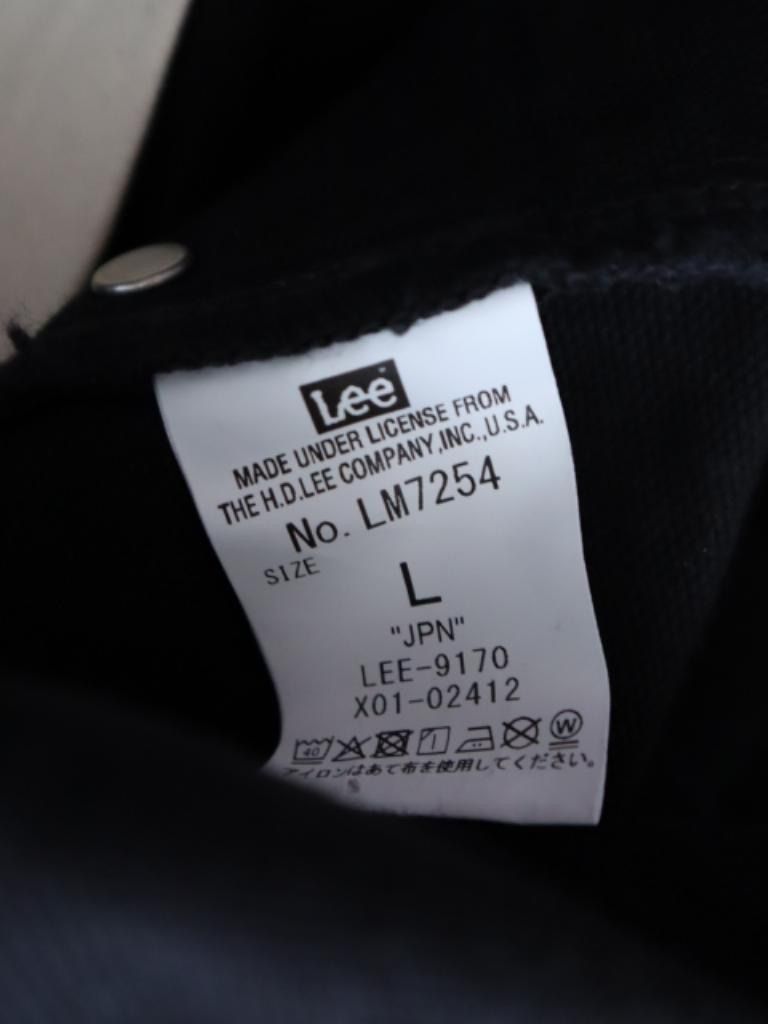 Lee
MADE UNDER LICENSE FROM
THE H.D.LEE COMPANY,INC.,U.S.A.
No. LM7254
SIZE
L
"JPN"
LEE-9170
X01-02412
40 W
アイロンはあて布を使用してください。